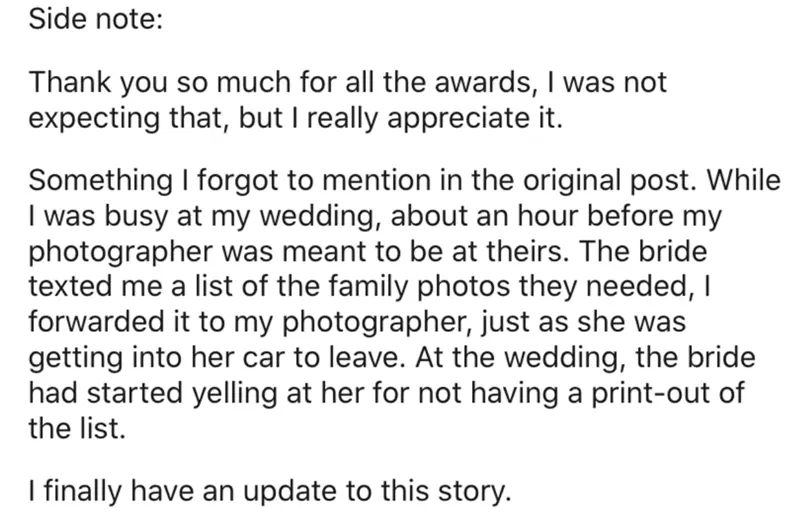 Side note:
Thank you so much for all the awards, I was not
expecting that, but I really appreciate it.
Something I forgot to mention in the original post. While
I was busy at my wedding, about an hour before my
photographer was meant to be at theirs. The bride
texted me a list of the family photos they needed, I
forwarded it to my photographer, just as she was
getting into her car to leave. At the wedding, the bride
had started yelling at her for not having a print-out of
the list.
I finally have an update to this story.